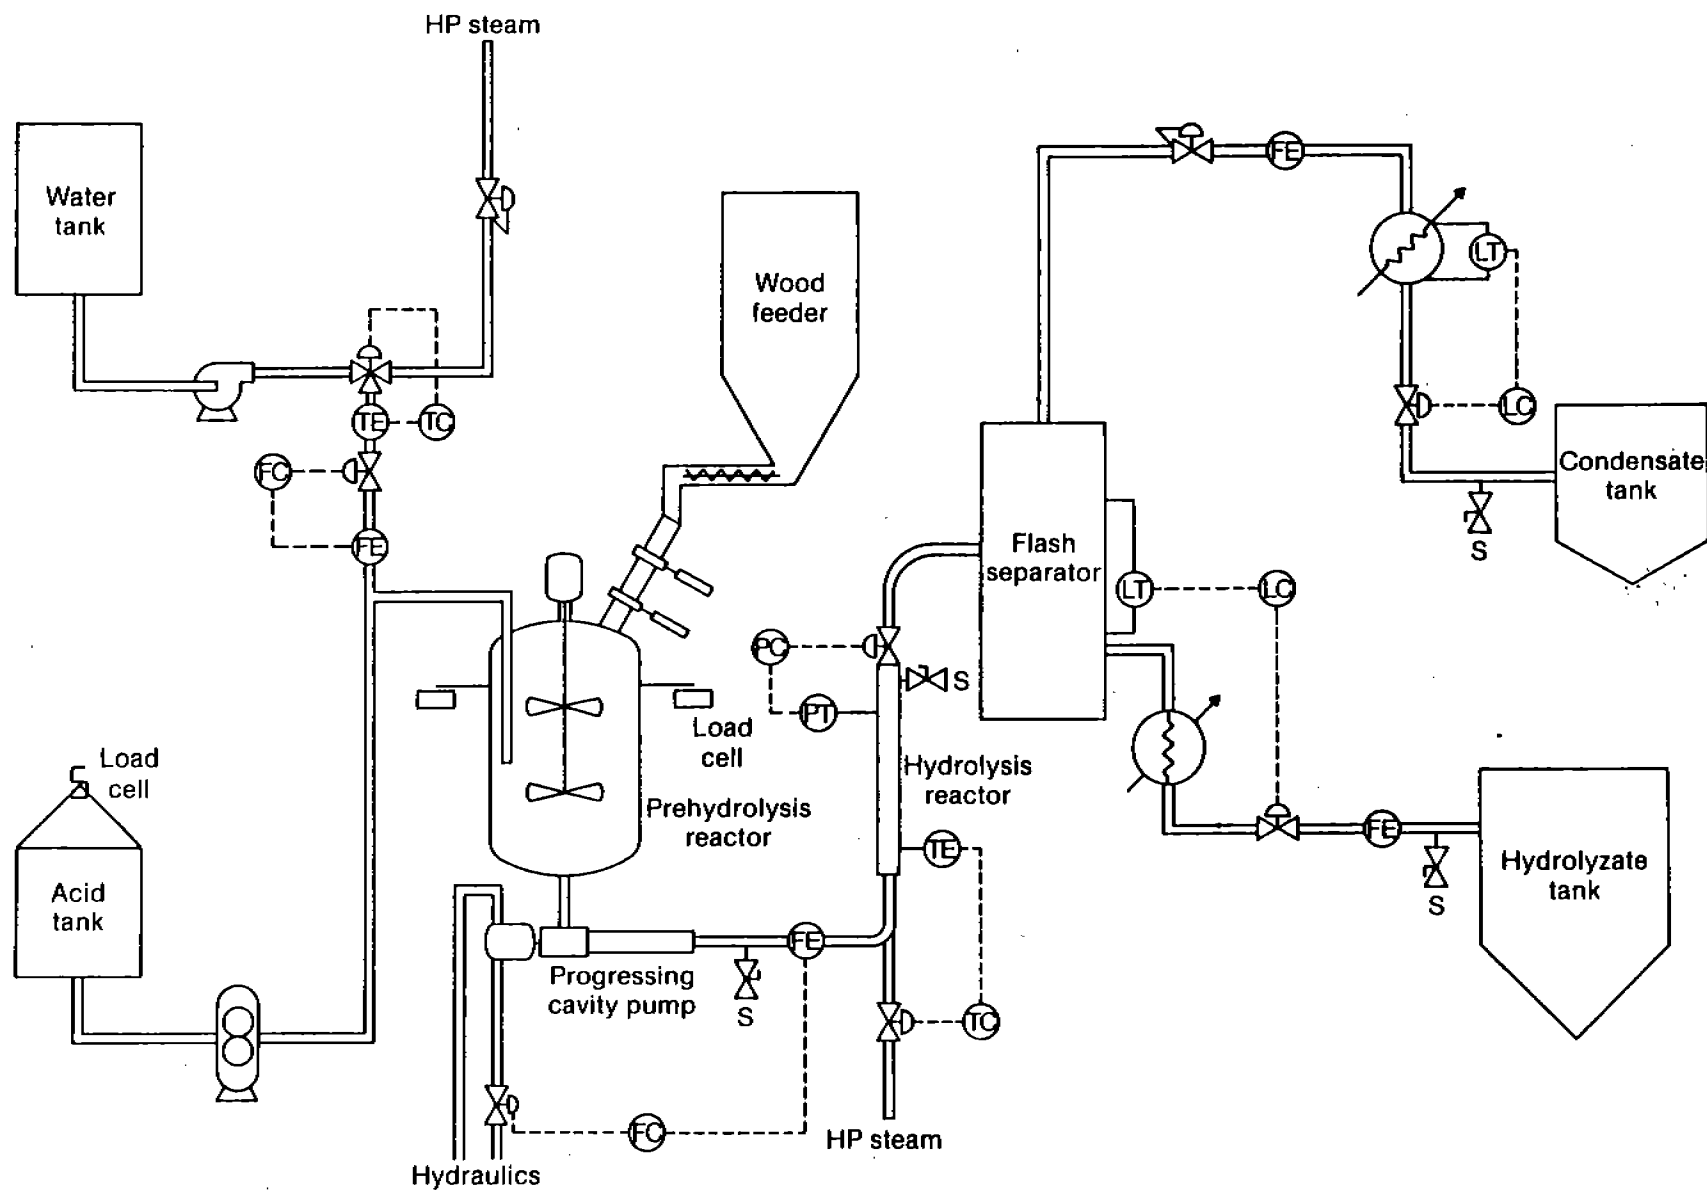 HP steam
Water
tank
FE
Wood
feeder
LT
TE
TC
LC
FC
Condensate
tank
FE
Flash
separator
S
LT
LC
PC
S
PT
Load
cell
Load
cell
Hydrolysis
reactor
Prehydrolysis
reactor
TE
FE
Hydrolyzate
tank
Acid
tank
S
FE
Progressing
cavity pump
S
TC
FC
HP steam
Hydraulics